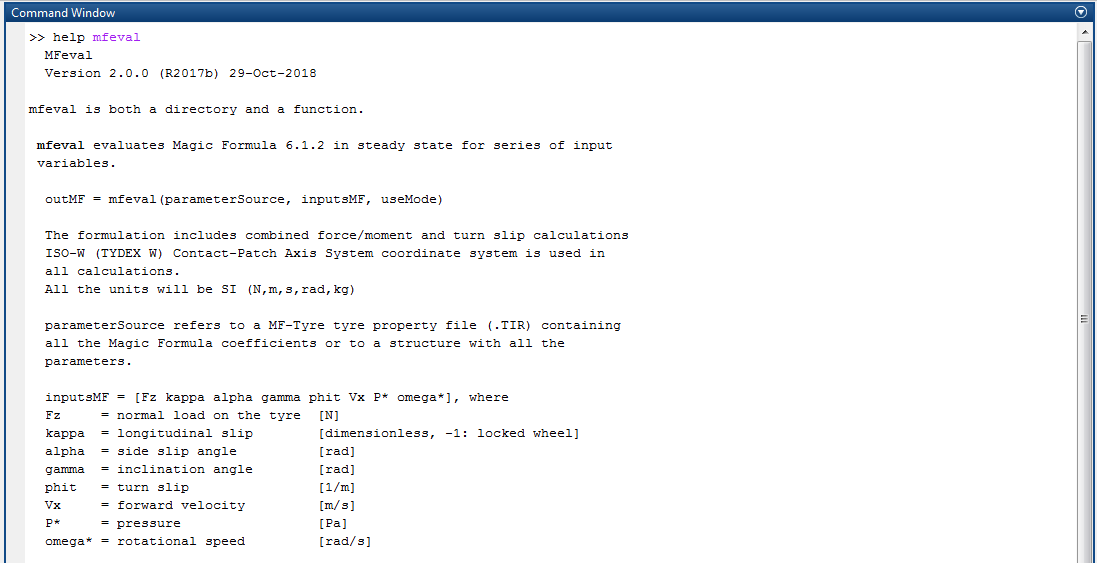 Command Window
>> help mfeval
MFeval
Version 2.0.0 (R2017b) 29-Oct-2018
mfeval is both a directory and a function.
mfeval evaluates Magic Formula 6.1.2 in steady state for series of input
variables.
outMF = mfeval(parameterSource, inputsMF, useMode)
The formulation includes combined force/moment and turn slip calculations
ISO-W (TYDEX W) Contact-Patch Axis System coordinate system is used in
all calculations.
All the units will be SI (N,m,s,rad,kg)
parameterSource refers to a MF-Tyre tyre property file (.TIR) containing
all the Magic Formula coefficients or to a structure with all the
parameters.
inputsMF = [Fz kappa alpha gamma phit Vx P* omega*], where
Fz = normal load on the tyre [N]
kappa = longitudinal slip [dimensionless, -1: locked wheel]
alpha = side slip angle [rad]
gamma = inclination angle [rad]
phit = turn slip [1/m]
Vx = forward velocity [m/s]
P* = pressure [Pa]
omega* = rotational speed [rad/s]